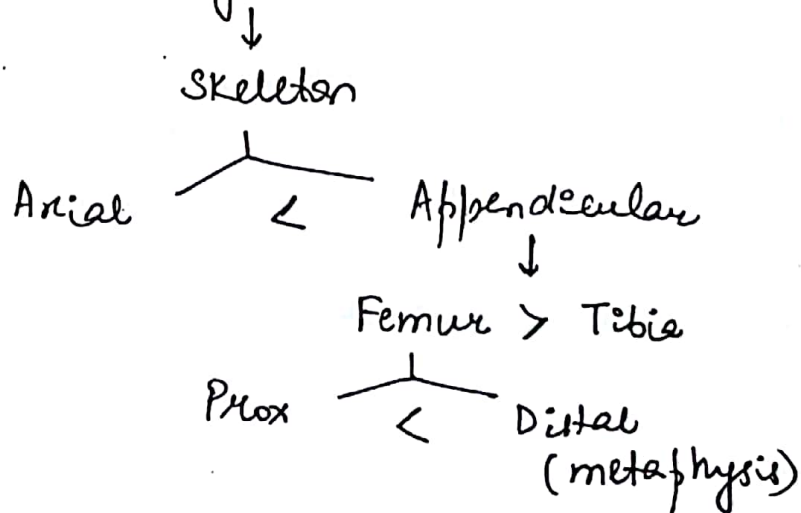 ↓
Skeleton
Axial < Appendicular
↓
Femur > Tibia
Prox < Distal
(metaphysis)